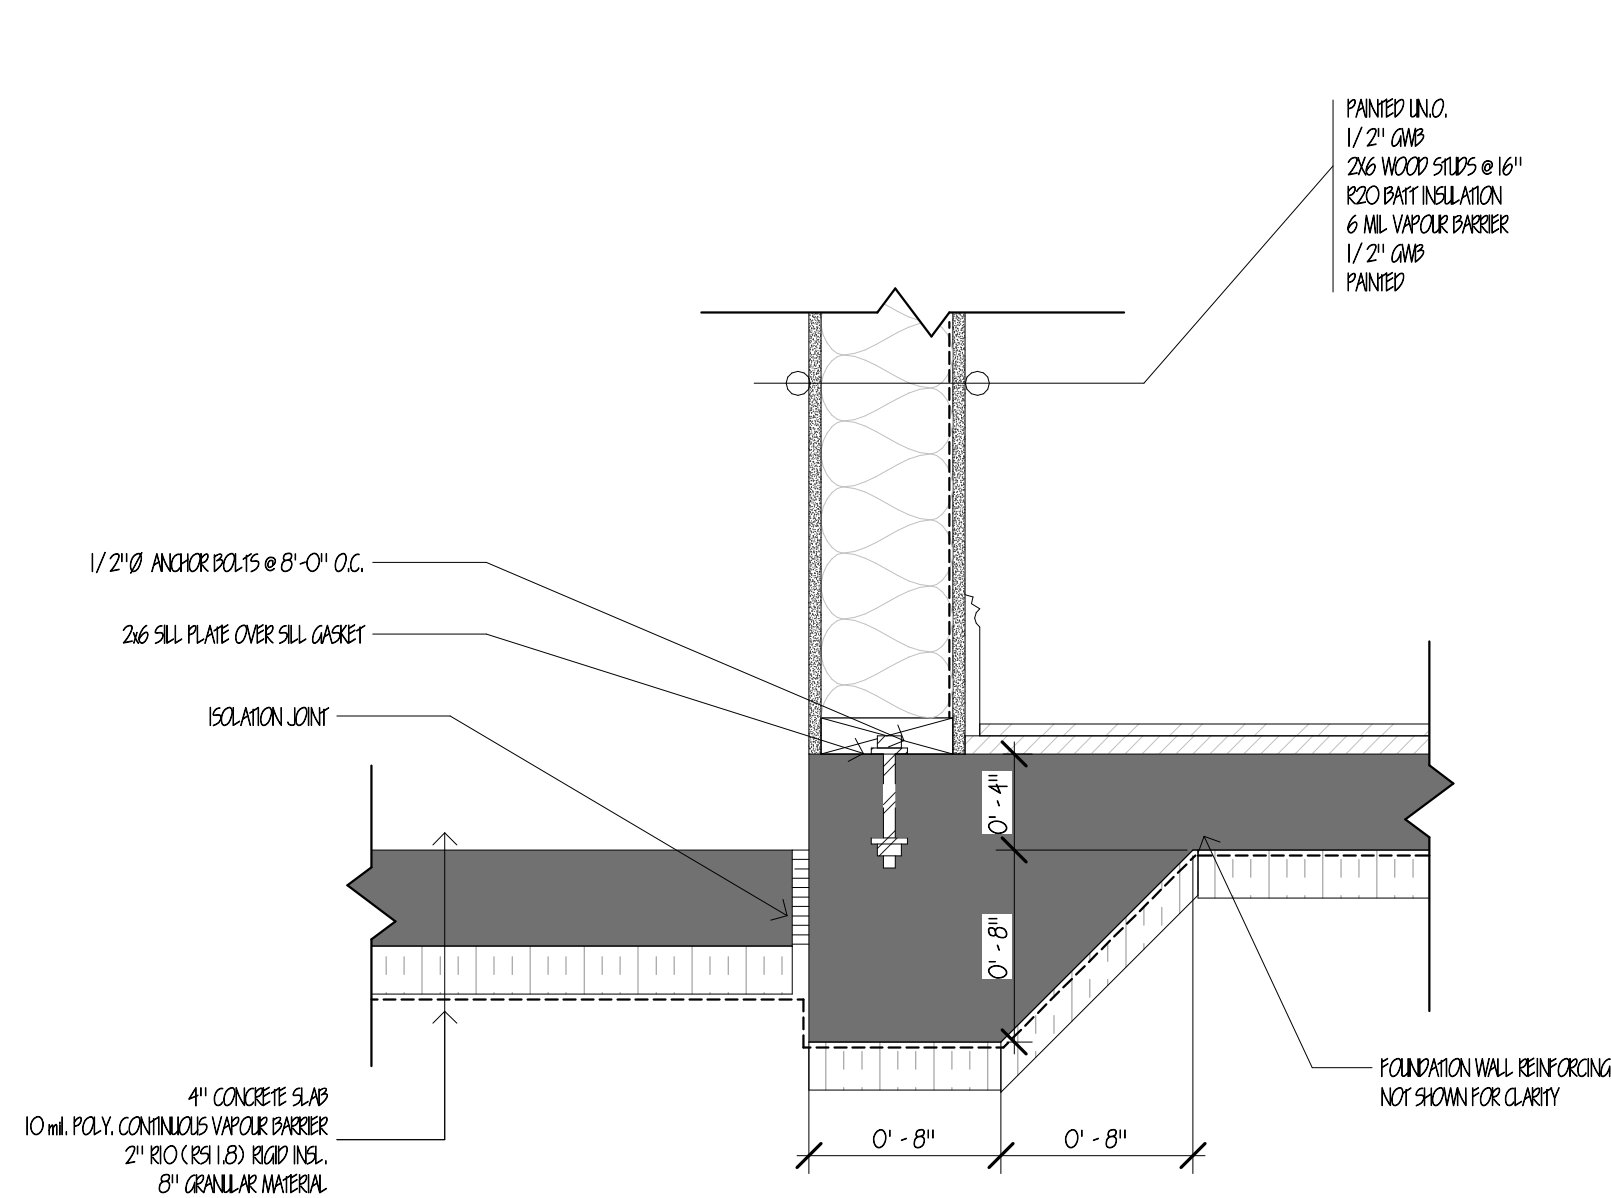 PAINTED U.N.O.
1/2" GWB
2X6 WOOD STUDS @ 16"
R20 BATT INSULATION
6 MIL VAPOUR BARRIER
1/2" GWB
PAINTED
1/2"Ø ANCHOR BOLTS @ 8'-0" O.C.
2x6 SILL PLATE OVER SILL GASKET
ISOLATION JOINT
0' - 4"
0' - 8"
FOUNDATION WALL REINFORCING
NOT SHOWN FOR CLARITY
4" CONCRETE SLAB
10 mil. POLY. CONTINUOUS VAPOUR BARRIER
2" R10 (RSI 1.8) RIGID INSL.
8" GRANULAR MATERIAL
0' - 8"
0' - 8"